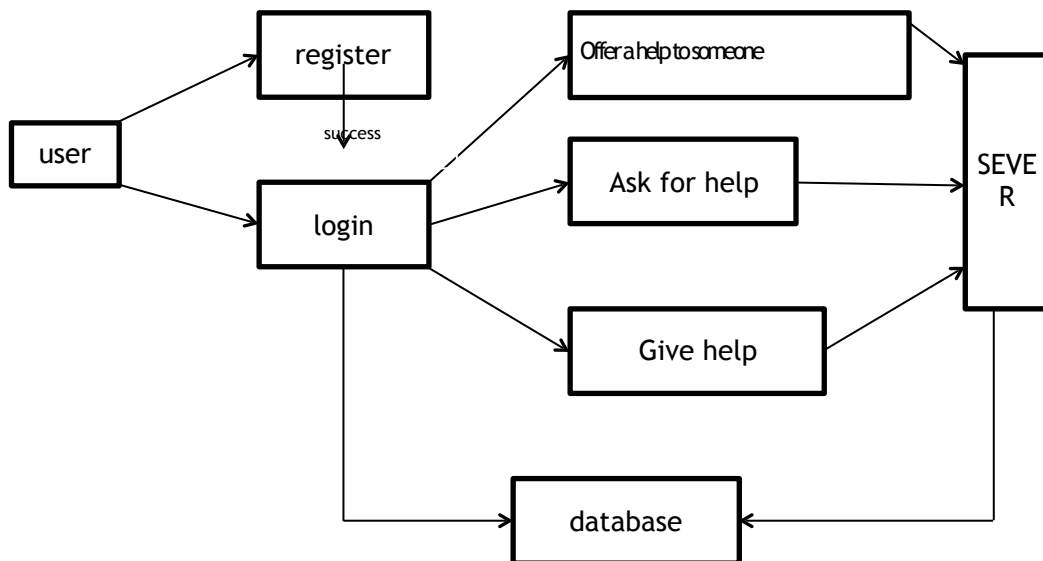 register
Offer a help to someone
success
user
SEVE
R
Ask for help
login
Give help
database